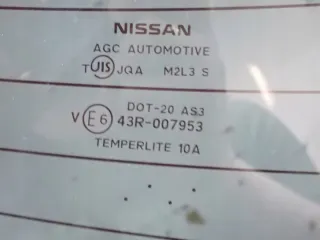 NISSAN
AGC AUTOMOTIVE
T JIS JQA M2L3 S
DOT-20 AS3
V E6 43R-007953
TEMPERLITE 10A